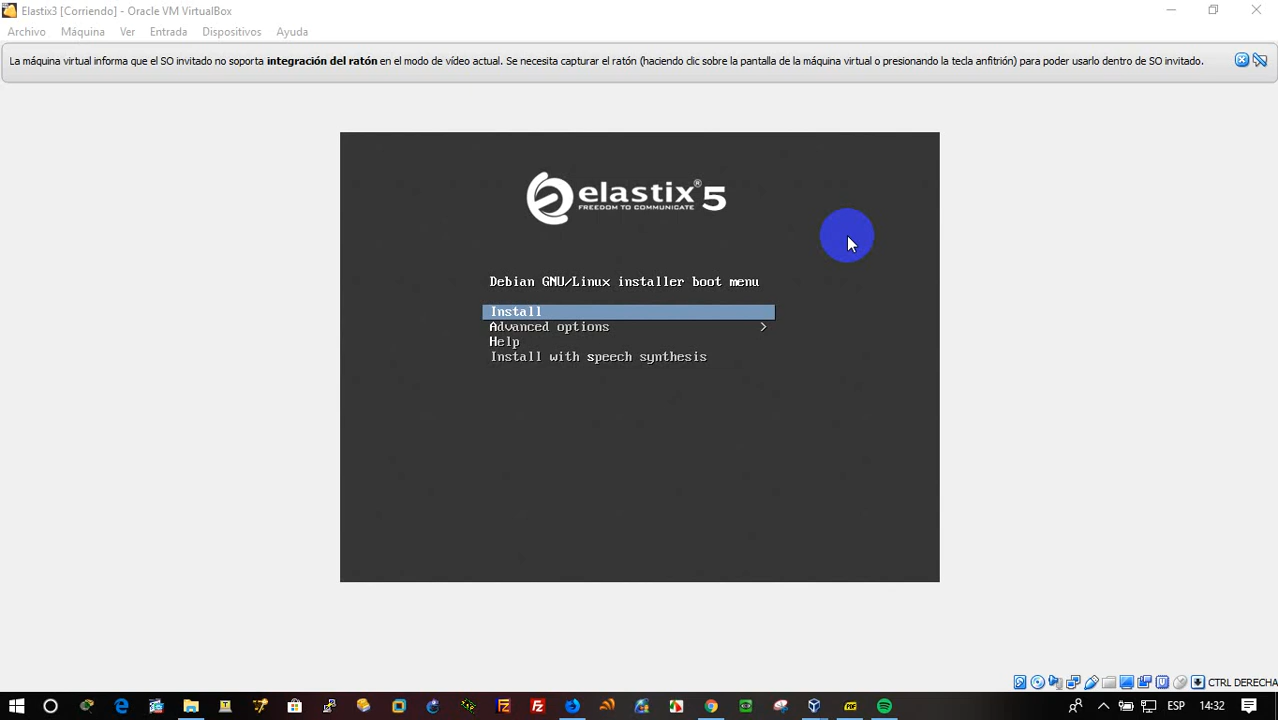 Elastix3 [Corriendo] - Oracle VM VirtualBox
Archivo Máquina Ver Entrada Dispositivos Ayuda
La máquina virtual informa que el SO invitado no soporta integración del ratón en el modo de vídeo actual. Se necesita capturar el ratón (haciendo clic sobre la pantalla de la máquina virtual o presionando la tecla anfitrión) para poder usarlo dentro de SO invitado.
elastix® 5
FREEDOM TO COMMUNICATE
Debian GNU/Linux installer boot menu
Install
Advanced options >
Help
Install with speech synthesis
CTRL DERECHA
ESP 14:32